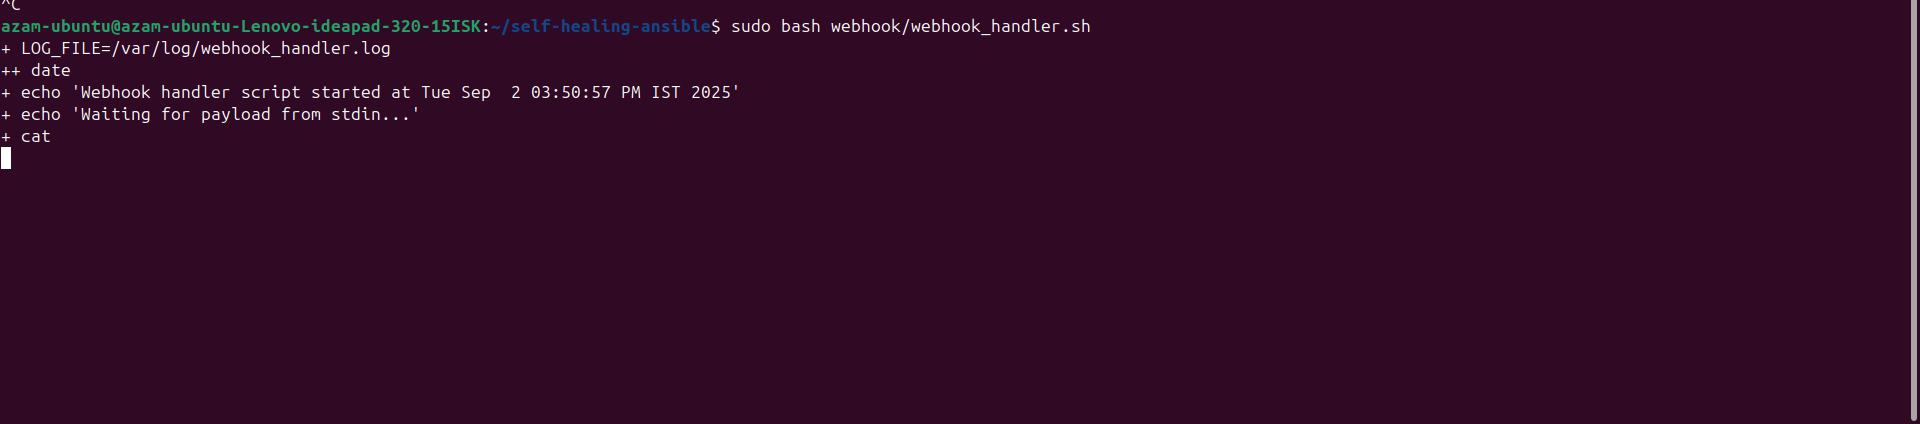 ^C
azam-ubuntu@azam-ubuntu-Lenovo-ideapad-320-15ISK:~/self-healing-ansible$ sudo bash webhook/webhook_handler.sh
+ LOG_FILE=/var/log/webhook_handler.log
++ date
+ echo 'Webhook handler script started at Tue Sep  2 03:50:57 PM IST 2025'
+ echo 'Waiting for payload from stdin...'
+ cat